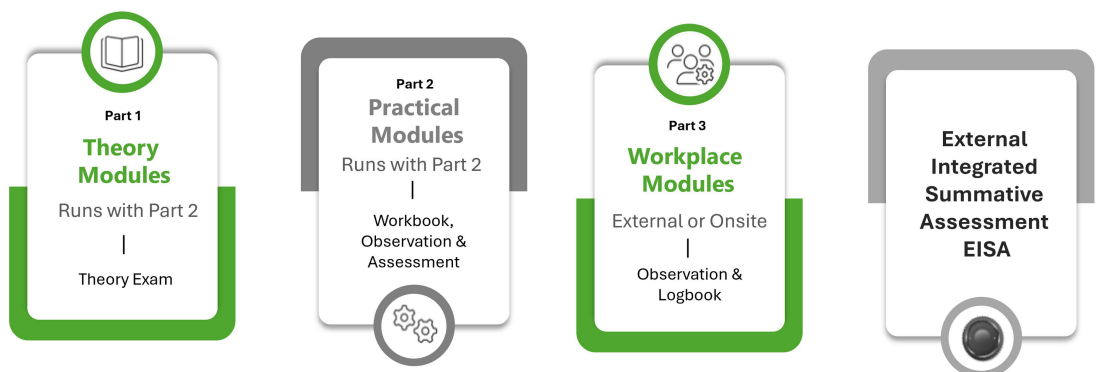 Part 1
Theory
Modules
Runs with Part 2
|
Theory Exam
Part 2
Practical
Modules
Runs with Part 2
|
Workbook,
Observation &
Assessment
Part 3
Workplace
Modules
External or Onsite
|
Observation &
Logbook
External
Integrated
Summative
Assessment
EISA